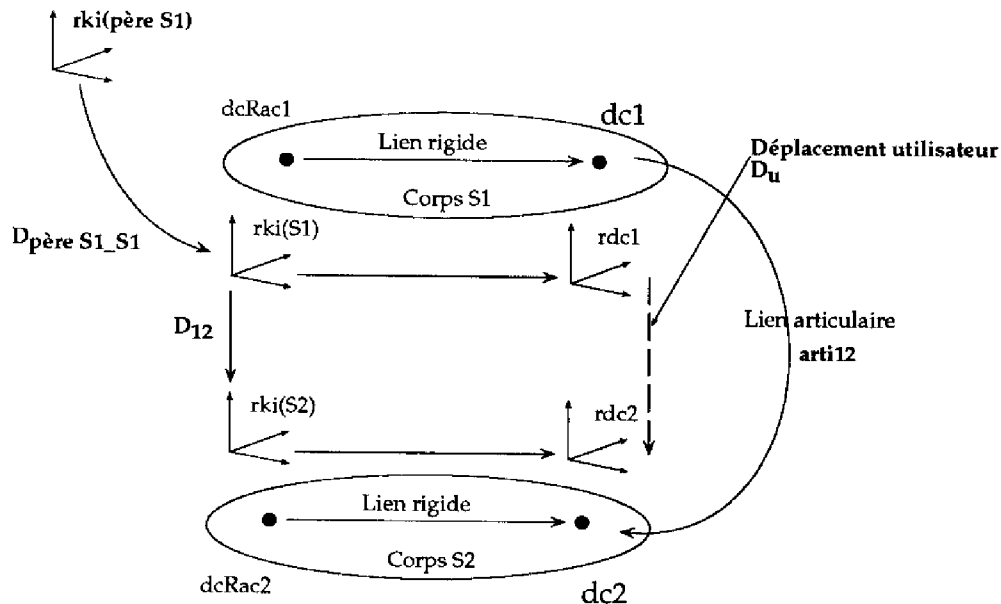 rki(père S1)
dcRac1
dc1
Lien rigide
Déplacement utilisateur
Du
Corps S1
Dpère S1_S1
rki(S1)
rdc1
D12
Lien articulaire
arti12
rki(S2)
rdc2
Lien rigide
Corps S2
dcRac2
dc2